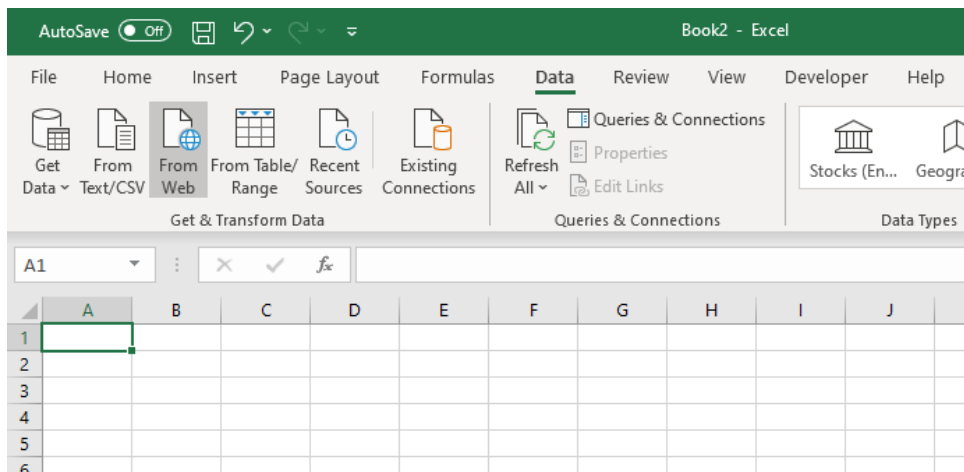 AutoSave Off Book2 - Excel
File Home Insert Page Layout Formulas Data Review View Developer Help
Get Data From Text/CSV From Web From Table/ Range Recent Sources Existing Connections
Refresh All Queries & Connections
Properties
Edit Links
Stocks (En... Geogra
Get & Transform Data Queries & Connections Data Types
A1 fx
A B C D E F G H I J
1
2
3
4
5
6